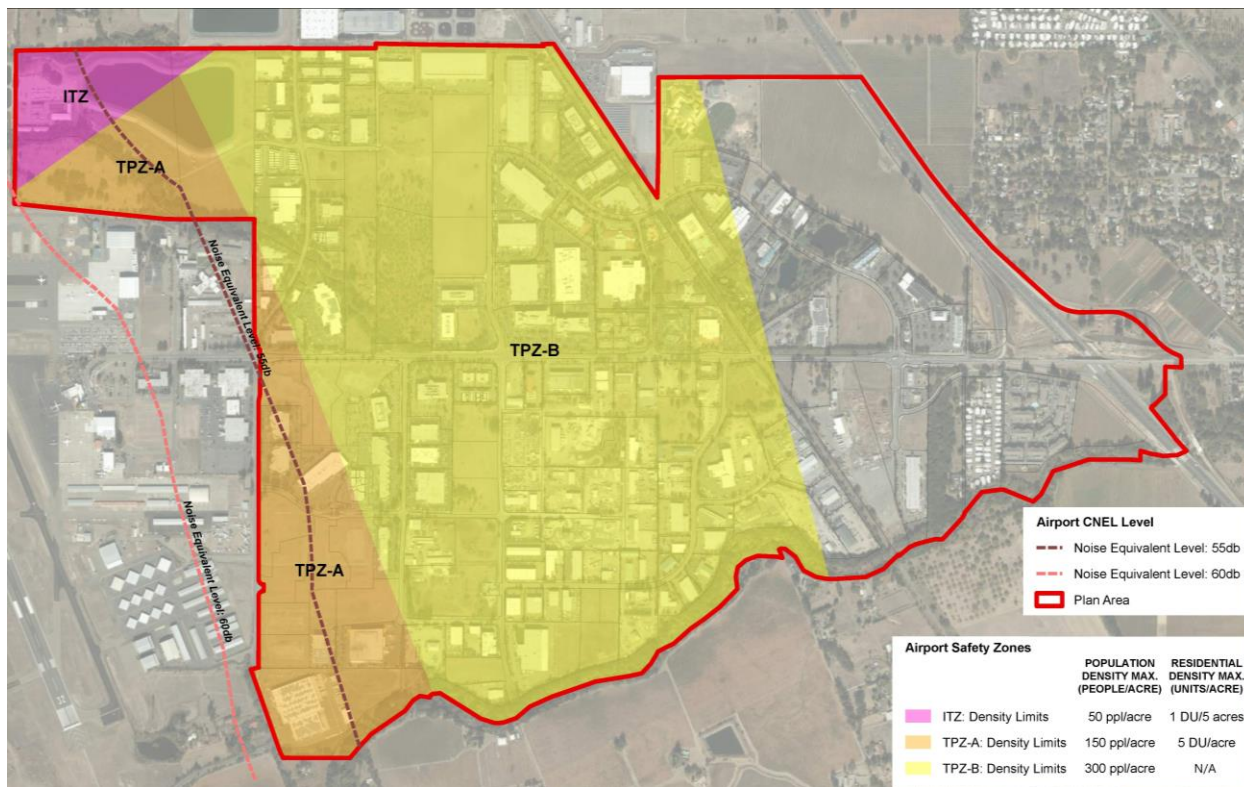 ITZ
TPZ-A
Noise Equivalent Level: 55db
TPZ-B
Noise Equivalent Level: 60db
TPZ-A
Airport CNEL Level
Noise Equivalent Level: 55db
Noise Equivalent Level: 60db
Plan Area
Airport Safety Zones
POPULATION DENSITY MAX. (PEOPLE/ACRE) RESIDENTIAL DENSITY MAX. (UNITS/ACRE)
ITZ: Density Limits 50 ppl/acre 1 DU/5 acres
TPZ-A: Density Limits 150 ppl/acre 5 DU/acre
TPZ-B: Density Limits 300 ppl/acre N/A